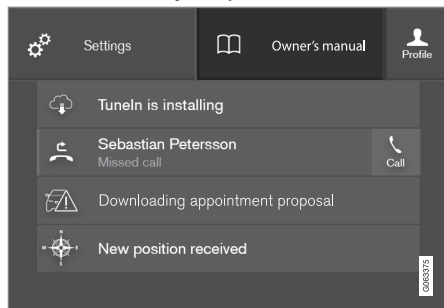 Settings
Owner's manual
Profile
TuneIn is installing
Sebastian Petersson
Missed call
Call
Downloading appointment proposal
New position received
G063375